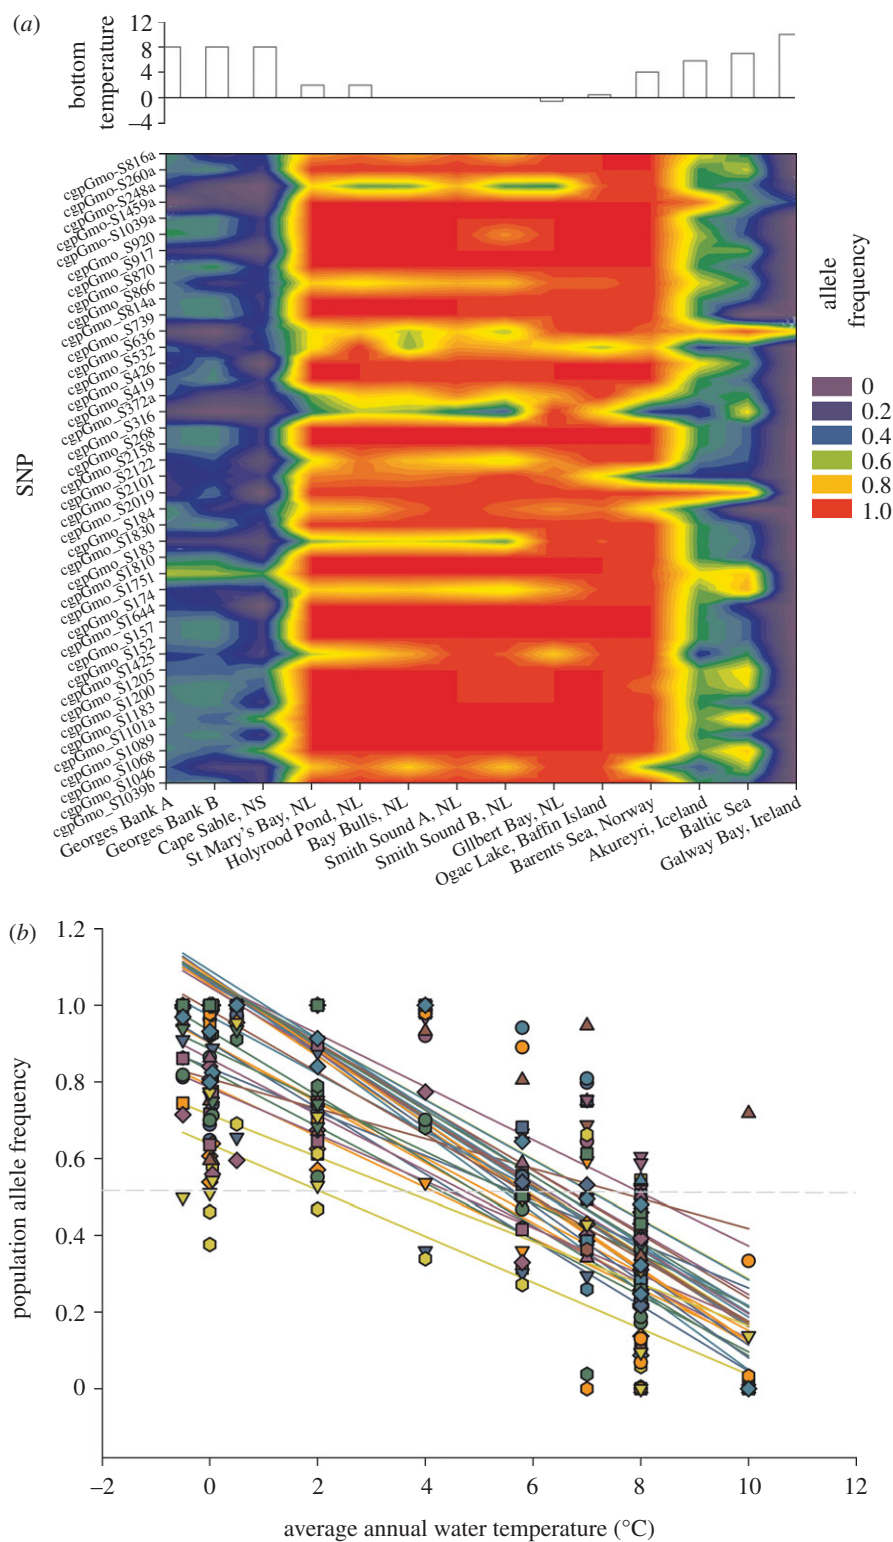 (a)
bottom
temperature
12
8
4
0
–4
SNP
cgpGmo-S816a
cgpGmo-S260a
cgpGmo-S248a
cgpGmo-S1459a
cgpGmo-S1039a
cgpGmo_S920
cgpGmo_S917
cgpGmo_S870
cgpGmo_S866
cgpGmo_S814a
cgpGmo_S739
cgpGmo_S636
cgpGmo_S532
cgpGmo_S426
cgpGmo_S419
cgpGmo_S372a
cgpGmo_S316
cgpGmo_S268
cgpGmo_S2158
cgpGmo_S2122
cgpGmo_S2101
cgpGmo_S2019
cgpGmo_S184
cgpGmo_S1830
cgpGmo_S183
cgpGmo_S1810
cgpGmo_S1751
cgpGmo_S174
cgpGmo_S1644
cgpGmo_S157
cgpGmo_S152
cgpGmo_S1425
cgpGmo_S1205
cgpGmo_S1200
cgpGmo_S1183
cgpGmo_S1101a
cgpGmo_S1089
cgpGmo_S1068
cgpGmo_S1046
cgpGmo_S1039b
Georges Bank A
Georges Bank B
Cape Sable, NS
St Mary's Bay, NL
Holyrood Pond, NL
Bay Bulls, NL
Smith Sound A, NL
Smith Sound B, NL
GIlbert Bay, NL
Ogac Lake, Baffin Island
Barents Sea, Norway
Akureyri, Iceland
Baltic Sea
Galway Bay, Ireland
allele
frequency
0
0.2
0.4
0.6
0.8
1.0
(b)
population allele frequency
1.2
1.0
0.8
0.6
0.4
0.2
0
–2 0 2 4 6 8 10 12
average annual water temperature (°C)